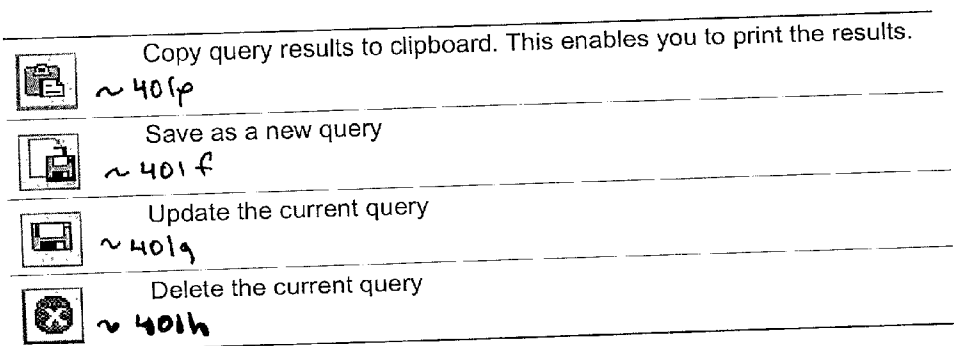 Copy query results to clipboard. This enables you to print the results.
~ 401e
Save as a new query
~ 401f
Update the current query
~ 401g
Delete the current query
~ 401h